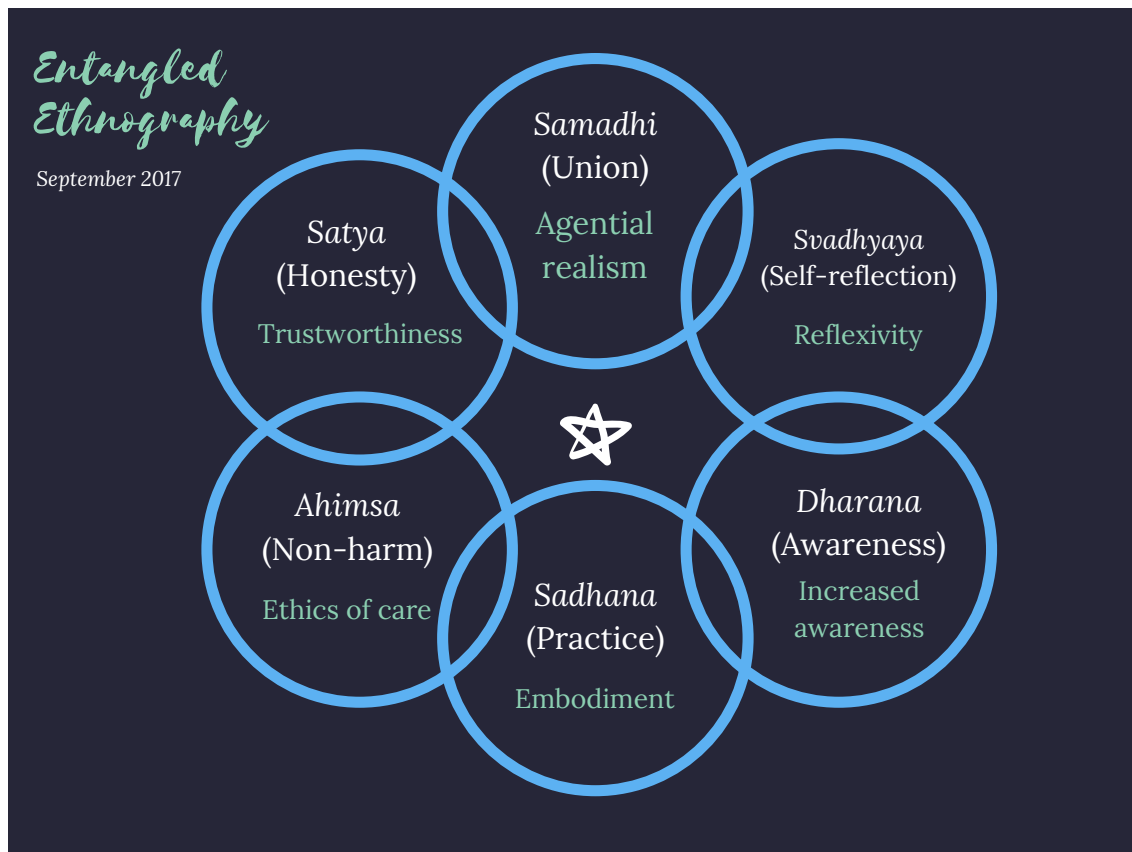 Entangled
Ethnography
September 2017
Samadhi
(Union)
Agential
realism
Satya
(Honesty)
Trustworthiness
Svadhyaya
(Self-reflection)
Reflexivity
Ahimsa
(Non-harm)
Ethics of care
Sadhana
(Practice)
Embodiment
Dharana
(Awareness)
Increased
awareness